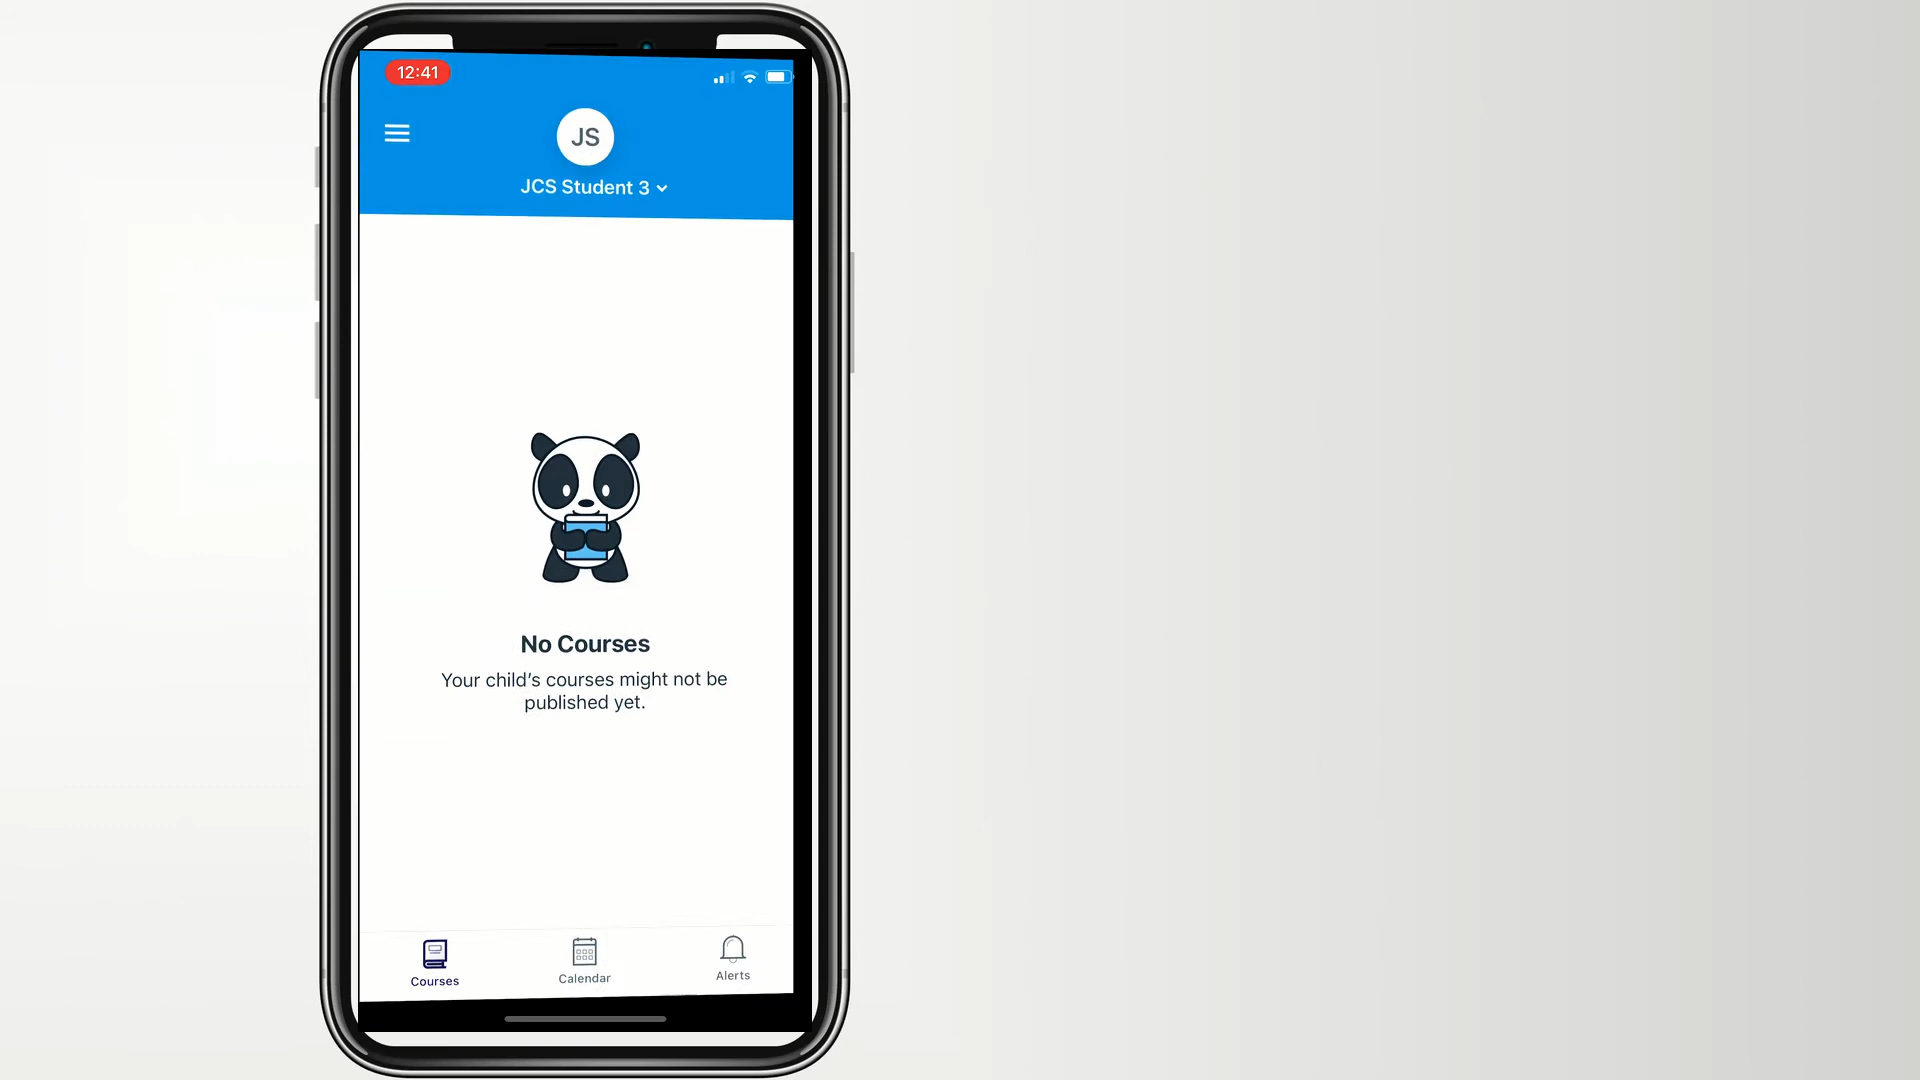 12:41
JS
JCS Student 3
No Courses
Your child's courses might not be
published yet.
Courses
Calendar
Alerts